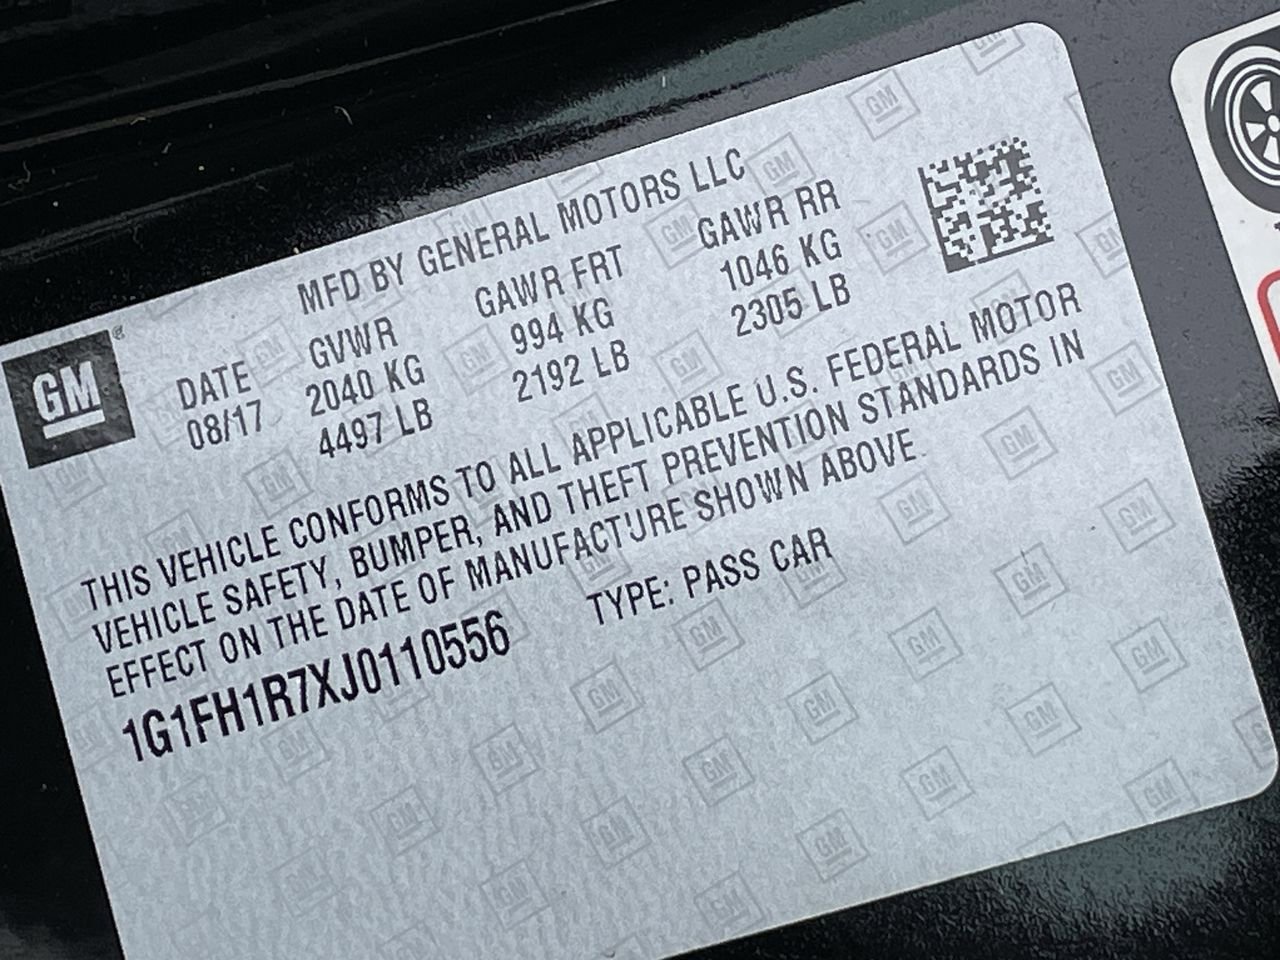 MFD BY GENERAL MOTORS LLC
GM®
DATE GVWR GAWR FRT GAWR RR
08/17 2040 KG 994 KG 1046 KG
4497 LB 2192 LB 2305 LB
THIS VEHICLE CONFORMS TO ALL APPLICABLE U.S. FEDERAL MOTOR
VEHICLE SAFETY, BUMPER, AND THEFT PREVENTION STANDARDS IN
EFFECT ON THE DATE OF MANUFACTURE SHOWN ABOVE.
1G1FH1R7XJ0110556 TYPE: PASS CAR